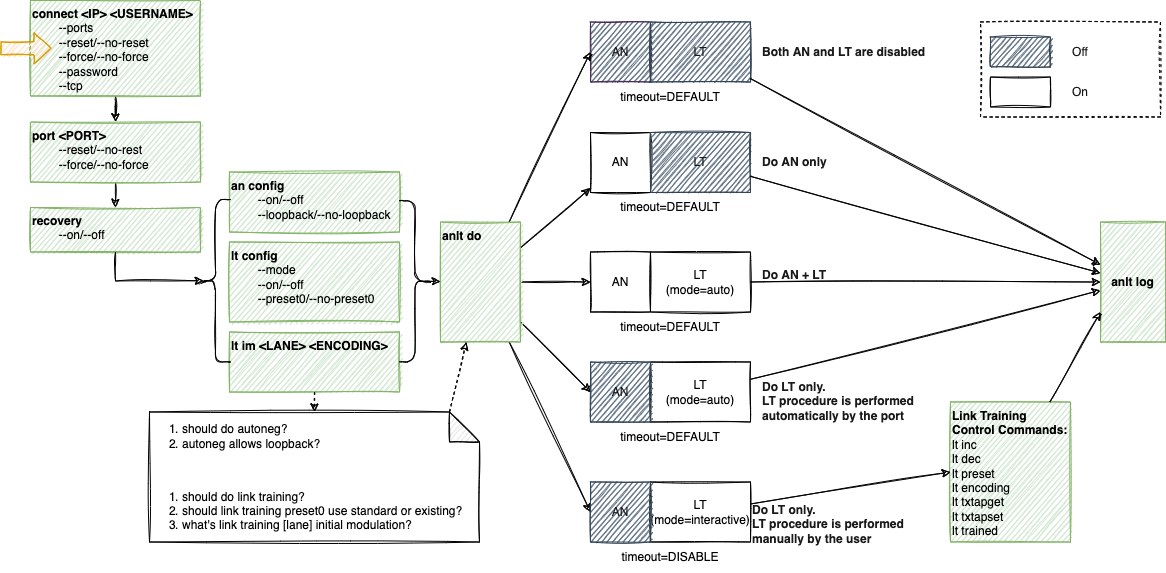 connect <IP> <USERNAME>
--ports
--reset/--no-reset
--force/--no-force
--password
--tcp
port <PORT>
--reset/--no-rest
--force/--no-force
recovery
--on/--off
an config
--on/--off
--loopback/--no-loopback
lt config
--mode
--on/--off
--preset0/--no-preset0
lt im <LANE> <ENCODING>
1. should do autoneg?
2. autoneg allows loopback?
1. should do link training?
2. should link training preset0 use standard or existing?
3. what's link training [lane] initial modulation?
anlt do
AN
LT
timeout=DEFAULT
Both AN and LT are disabled
AN
LT
timeout=DEFAULT
Do AN only
AN
LT
(mode=auto)
timeout=DEFAULT
Do AN + LT
AN
LT
(mode=auto)
timeout=DEFAULT
Do LT only.
LT procedure is performed
automatically by the port
AN
LT
(mode=interactive)
timeout=DISABLE
Do LT only.
LT procedure is performed
manually by the user
Link Training
Control Commands:
lt inc
lt dec
lt preset
lt encoding
lt txtapget
lt txtapset
lt trained
anlt log
Off
On